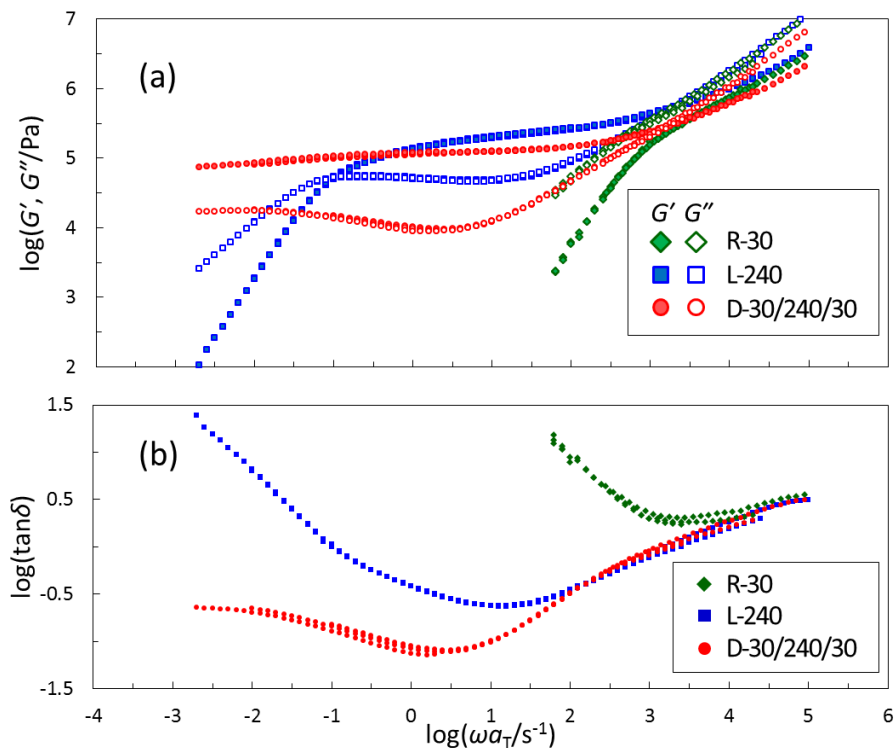 7
6
5
4
3
2
log(G′, G″/Pa)
(a)
G′ G″
R-30
L-240
D-30/240/30
1.5
0.5
-0.5
-1.5
log(tanδ)
(b)
R-30
L-240
D-30/240/30
-4 -3 -2 -1 0 1 2 3 4 5 6
log(ωaT/s⁻¹)